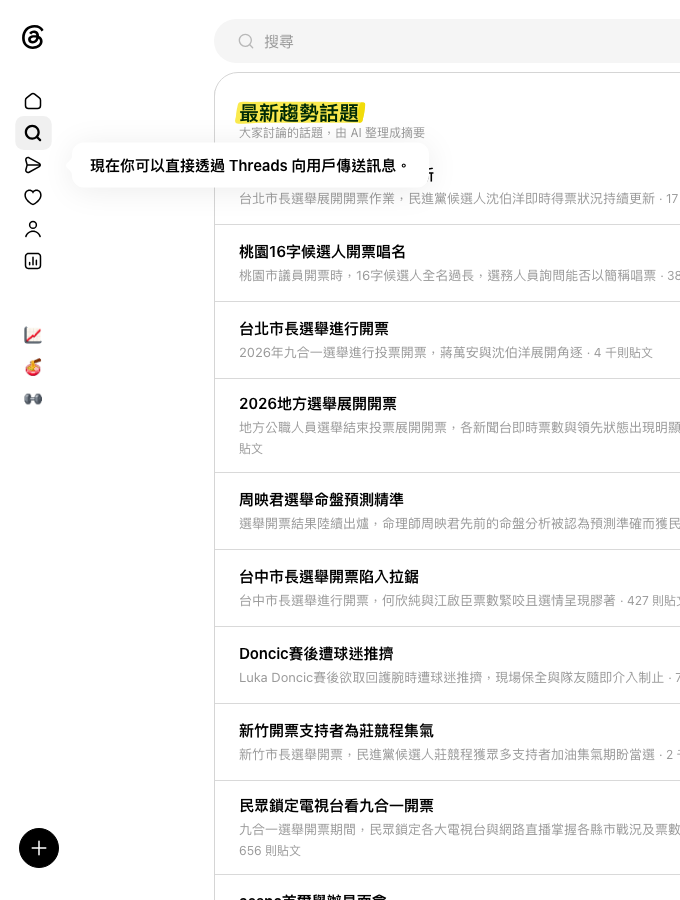 搜尋
最新趨勢話題
大家討論的話題，由 AI 整理成摘要
現在你可以直接透過 Threads 向用戶傳送訊息。
台北市長選舉展開開票作業，民進黨候選人沈伯洋即時得票狀況持續更新 · 17
桃園16字候選人開票唱名
桃園市議員開票時，16字候選人全名過長，選務人員詢問能否以簡稱唱票 · 38
台北市長選舉進行開票
2026年九合一選舉進行投票開票，蔣萬安與沈伯洋展開角逐 · 4 千則貼文
2026地方選舉展開開票
地方公職人員選舉結束投票展開開票，各新聞台即時票數與領先狀態出現明顯
貼文
周映君選舉命盤預測精準
選舉開票結果陸續出爐，命理師周映君先前的命盤分析被認為預測準確而獲民
台中市長選舉開票陷入拉鋸
台中市長選舉進行開票，何欣純與江啟臣票數緊咬且選情呈現膠著 · 427 則貼文
Doncic賽後遭球迷推擠
Luka Doncic賽後欲取回護腕時遭球迷推擠，現場保全與隊友隨即介入制止 · 7
新竹開票支持者為莊競程集氣
新竹市長選舉開票，民進黨候選人莊競程獲眾多支持者加油集氣期盼當選 · 2
民眾鎖定電視台看九合一開票
九合一選舉開票期間，民眾鎖定各大電視台與網路直播掌握各縣市戰況及票數
656 則貼文